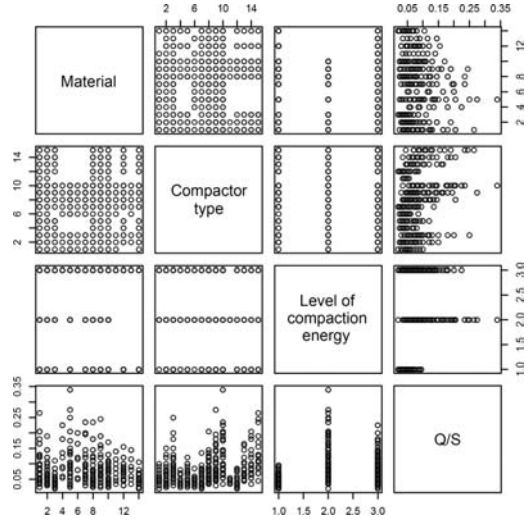 2 6 10 14 0.05 0.15 0.25 0.35
Material
2 4 6 8 12
2 6 10 14
Compactor
type
Level of
compaction
energy
1.0 1.5 2.0 2.5 3.0
0.05 0.15 0.25 0.35
Q/S
2 4 6 8 12 1.0 1.5 2.0 2.5 3.0